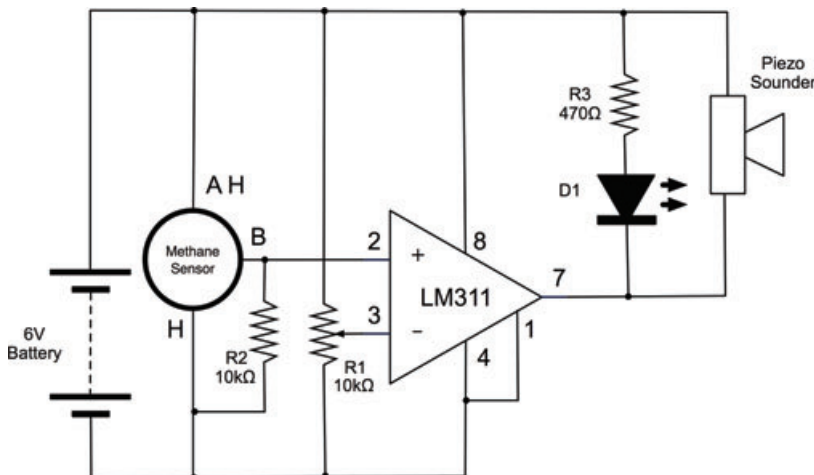 Piezo
Sounder
R3
470Ω
D1
A H
Methane
Sensor
B
2
+
8
LM311
7
3
−
1
4
H
R2
10kΩ
R1
10kΩ
6V
Battery